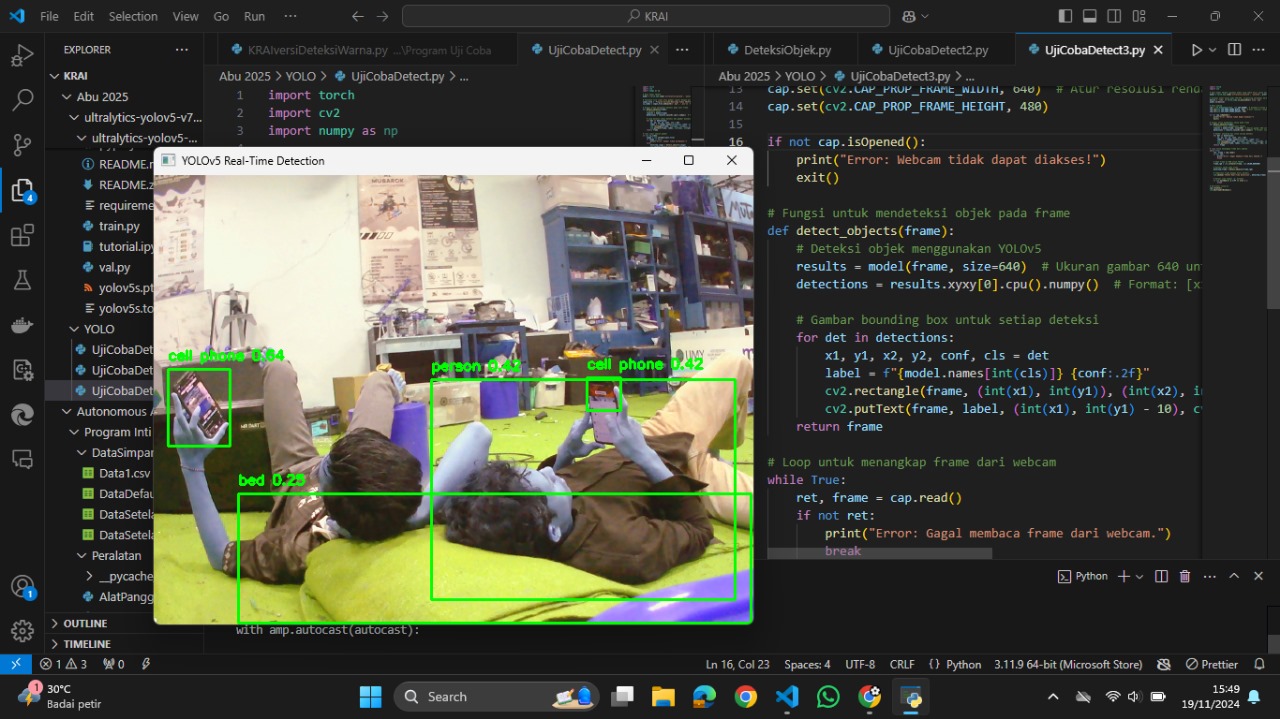 File Edit Selection View Go Run ··· KRAI
EXPLORER ···
KRAI
Abu 2025
ultralytics-yolov5-v7...
ultralytics-yolov5-...
README.m
README.z
requireme
train.py
tutorial.ipy
val.py
yolov5s.pt
yolov5s.to
YOLO
UjiCobaDet
UjiCobaDet
UjiCobaDet
Autonomous A
Program Inti
DataSimpar
Data1.csv
DataDefau
DataSetela
DataSetela
Peralatan
__pycache
AlatPangg
OUTLINE
TIMELINE
KRAIversiDeteksiWarna.py ...\Program Uji Coba UjiCobaDetect.py ···
Abu 2025 > YOLO > UjiCobaDetect.py > ...
1 import torch
2 import cv2
3 import numpy as np
YOLOv5 Real-Time Detection
MUSAROH
UMY
cell phone 0.64
person 0.42
cell phone 0.42
bed 0.25
with amp.autocast(autocast):
DeteksiObjek.py UjiCobaDetect2.py UjiCobaDetect3.py ···
Abu 2025 > YOLO > UjiCobaDetect3.py > ...
13 cap.set(cv2.CAP_PROP_FRAME_WIDTH, 640) # Atur resolusi renda
14 cap.set(cv2.CAP_PROP_FRAME_HEIGHT, 480)
15
16 if not cap.isOpened():
print("Error: Webcam tidak dapat diakses!")
exit()
# Fungsi untuk mendeteksi objek pada frame
def detect_objects(frame):
# Deteksi objek menggunakan YOLOv5
results = model(frame, size=640) # Ukuran gambar 640 un
detections = results.xyxy[0].cpu().numpy() # Format: [x
# Gambar bounding box untuk setiap deteksi
for det in detections:
x1, y1, x2, y2, conf, cls = det
label = f"{model.names[int(cls)]} {conf:.2f}"
cv2.rectangle(frame, (int(x1), int(y1)), (int(x2), i
cv2.putText(frame, label, (int(x1), int(y1) - 10), c
return frame
# Loop untuk menangkap frame dari webcam
while True:
ret, frame = cap.read()
if not ret:
print("Error: Gagal membaca frame dari webcam.")
break
Python
4
1
1 3 0 Ln 16, Col 23 Spaces: 4 UTF-8 CRLF {} Python 3.11.9 64-bit (Microsoft Store) Prettier
1
30°C
Badai petir
Search
15:49
19/11/2024